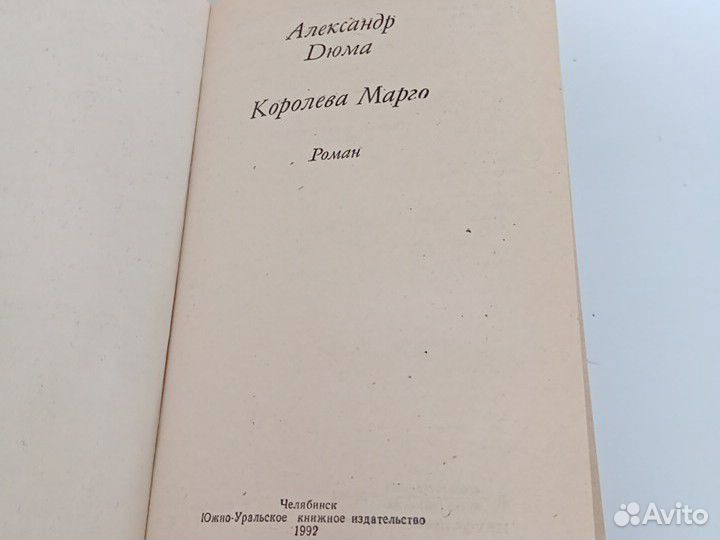 Александр
Дюма
Королева Марго
Роман
Челябинск
Южно-Уральское книжное издательство
1992
Avito